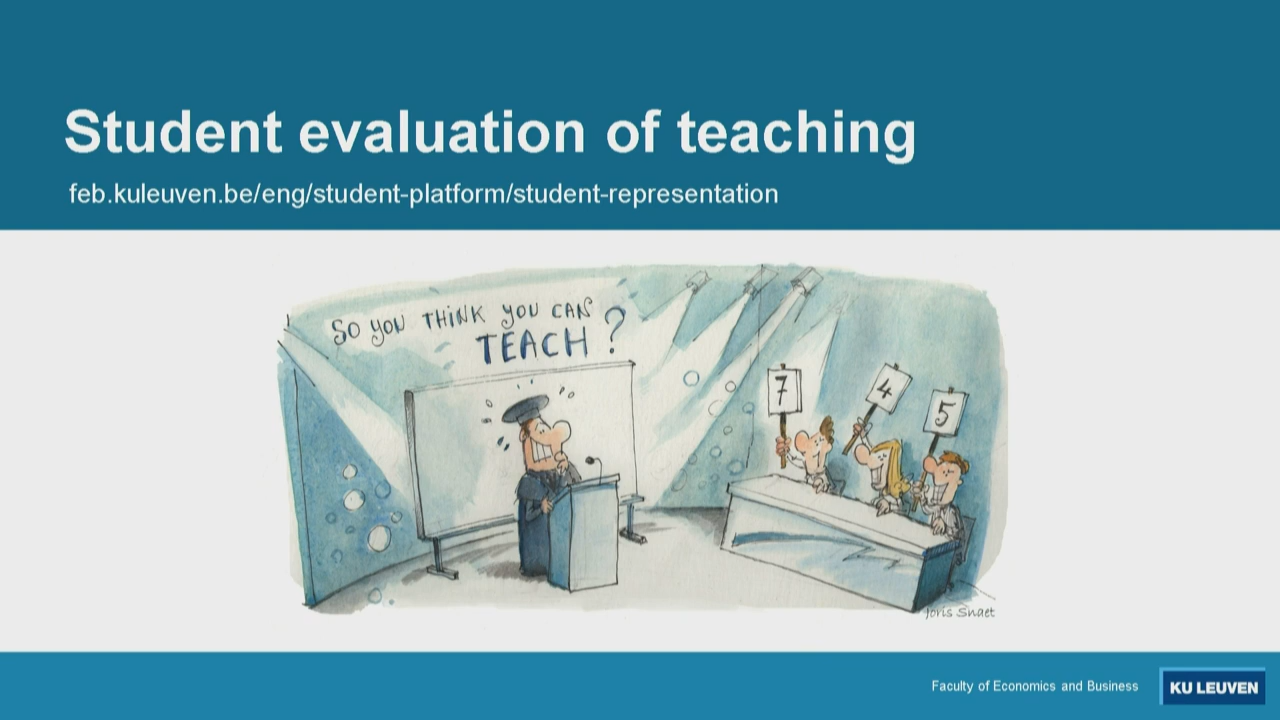 Student evaluation of teaching
feb.kuleuven.be/eng/student-platform/student-representation
SO YOU THINK YOU CAN
TEACH?
7
4
5
Joris Snaet
Faculty of Economics and Business
KU LEUVEN